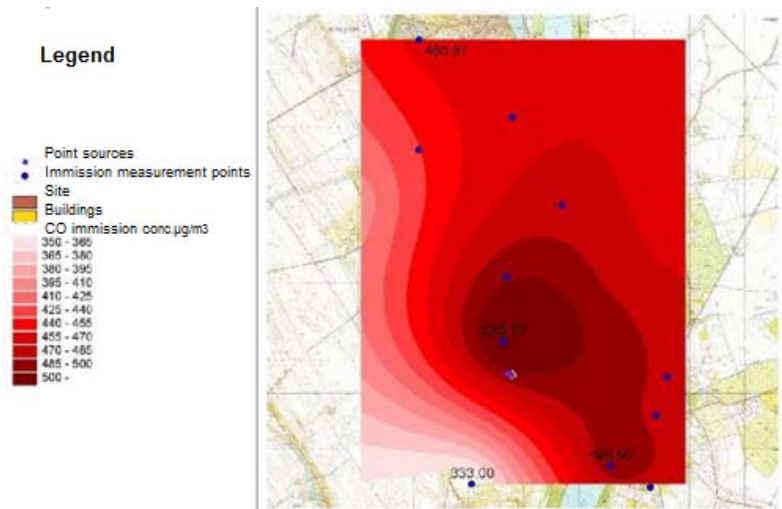 Legend
Point sources
Immission measurement points
Site
Buildings
CO immission conc.µg/m3
350 - 365
365 - 380
380 - 395
395 - 410
410 - 425
425 - 440
440 - 455
455 - 470
470 - 485
485 - 500
500 -
333.00